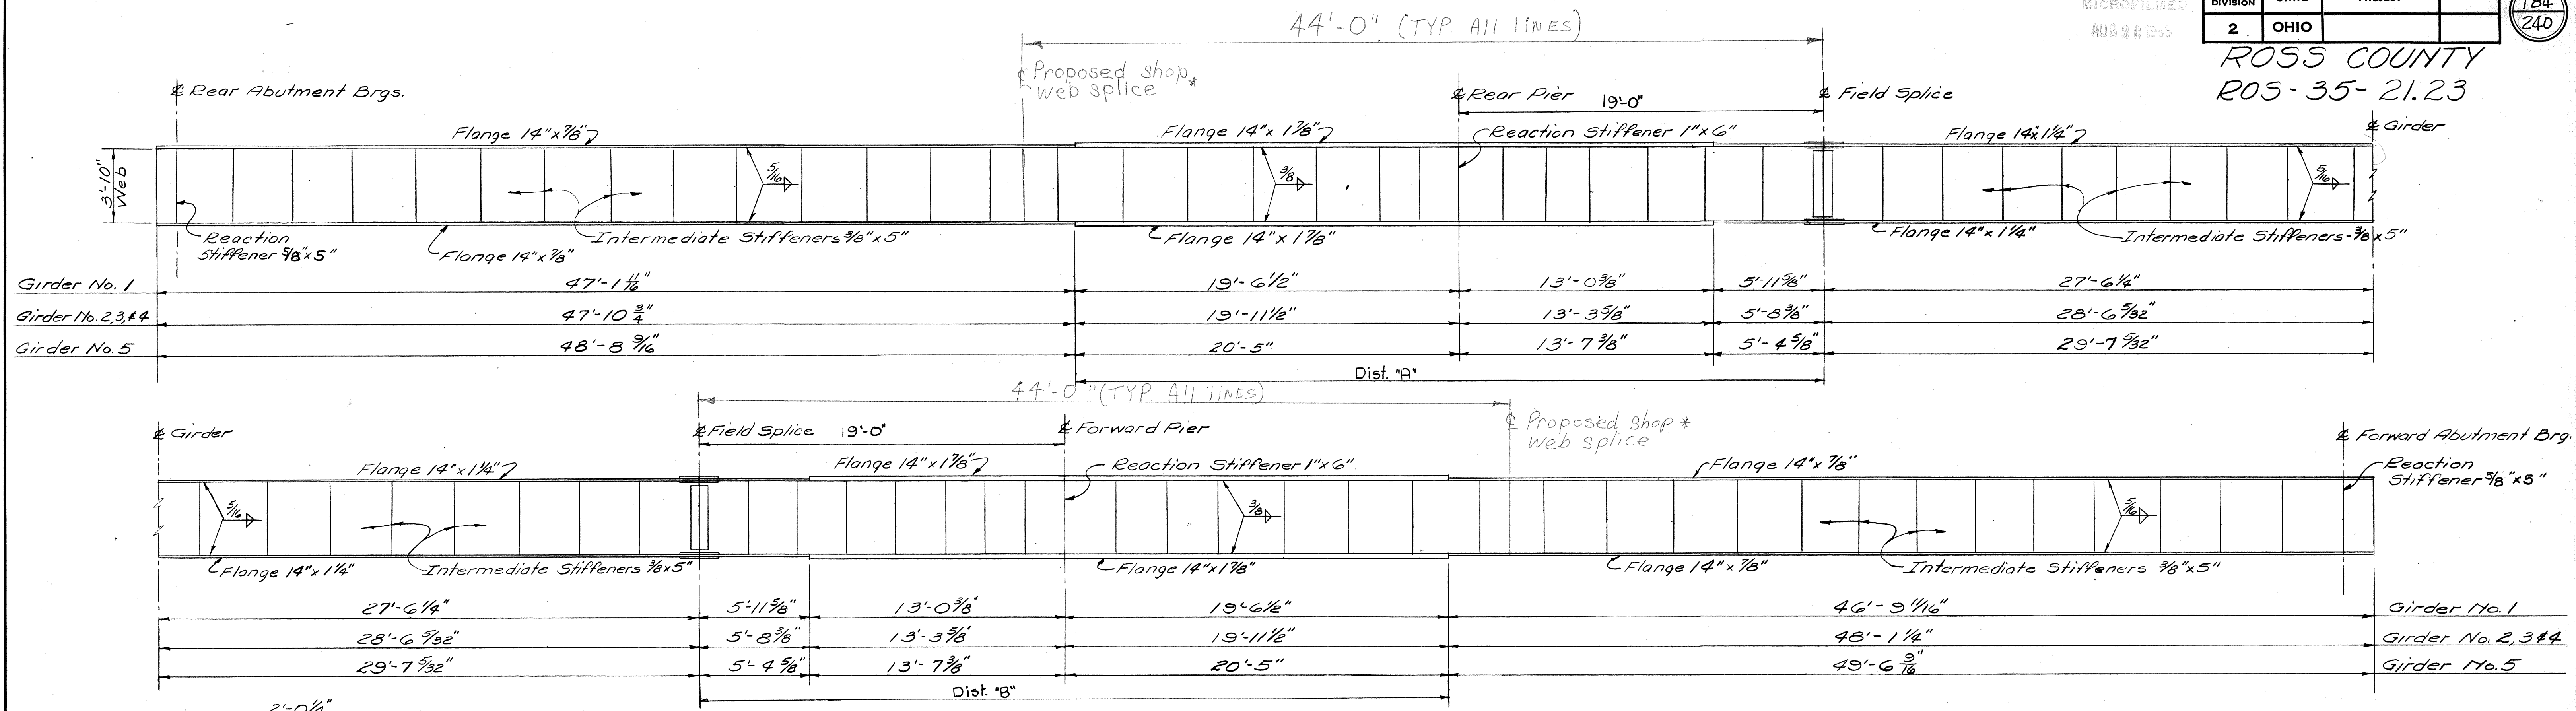 44'-0" (TYP. All lINES)
MICROFILMED
AUG
DIVISION
2 OHIO
184
240
ROSS COUNTY
ROS-35-21.23
℄ Rear Abutment Brgs.
℄ Proposed shop *
web splice
℄ Rear Pier 19'-0" ℄ Field Splice
℄ Girder
Flange 14"x7/8"
Flange 14"x 1 7/8"
Reaction Stiffener 1"x6"
Flange 14x1 1/4"
3'-10"
Web
5/16
3/8
5/16
Reaction
Stiffener 5/8"x5"
Flange 14"x7/8"
Intermediate Stiffeners 3/8"x5"
Flange 14"x 1 7/8"
Flange 14"x 1 1/4"
Intermediate Stiffeners-3/8x5"
Girder No. 1 47'-1 11/16" 19'-6 1/2" 13'-0 3/8" 5'-11 5/8" 27'-6 1/4"
Girder No. 2,3,&4 47'-10 3/4" 19'-11 1/2" 13'-3 5/8" 5'-8 3/8" 28'-6 5/32"
Girder No. 5 48'-8 9/16" 20'-5" 13'-7 3/8" 5'-4 5/8" 29'-7 5/32"
Dist. "A"
44'-0" (TYP. All lINES)
℄ Girder
℄ Field Splice 19'-0" ℄ Forward Pier
℄ Proposed shop *
web splice
℄ Forward Abutment Brg.
Flange 14"x1 1/4"
Flange 14"x1 7/8"
Reaction Stiffener 1"x6"
Flange 14"x 7/8"
Reaction
Stiffener 5/8"x5"
5/16
3/8
5/16
Flange 14"x 1 1/4"
Intermediate Stiffeners 3/8x5"
Flange 14"x1 7/8"
Flange 14"x 7/8"
Intermediate Stiffeners 3/8"x5"
27'-6 1/4" 5'-11 5/8" 13'-0 3/8" 19'-6 1/2" 46'-9 11/16" Girder No. 1
28'-6 5/32" 5'-8 3/8" 13'-3 5/8" 19'-11 1/2" 48'-1 1/4" Girder No. 2,3&4
29'-7 5/32" 5'-4 5/8" 13'-7 3/8" 20'-5" 49'-6 9/16" Girder No. 5
Dist. "B"
2'-0 1/4"